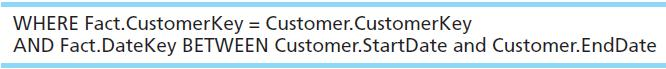 WHERE Fact.CustomerKey = Customer.CustomerKey
AND Fact.DateKey BETWEEN Customer.StartDate and Customer.EndDate